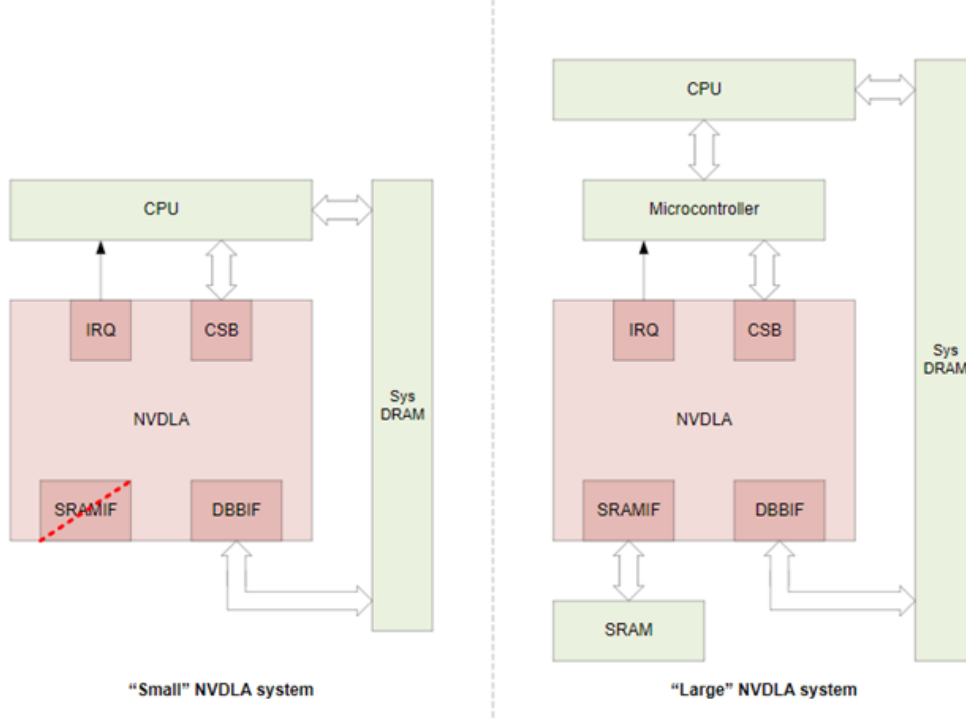 CPU
IRQ
CSB
NVDLA
Sys
DRAM
SRAMIF
DBBIF
“Small” NVDLA system
CPU
Microcontroller
IRQ
CSB
Sys
DRAM
NVDLA
SRAMIF
DBBIF
SRAM
“Large” NVDLA system